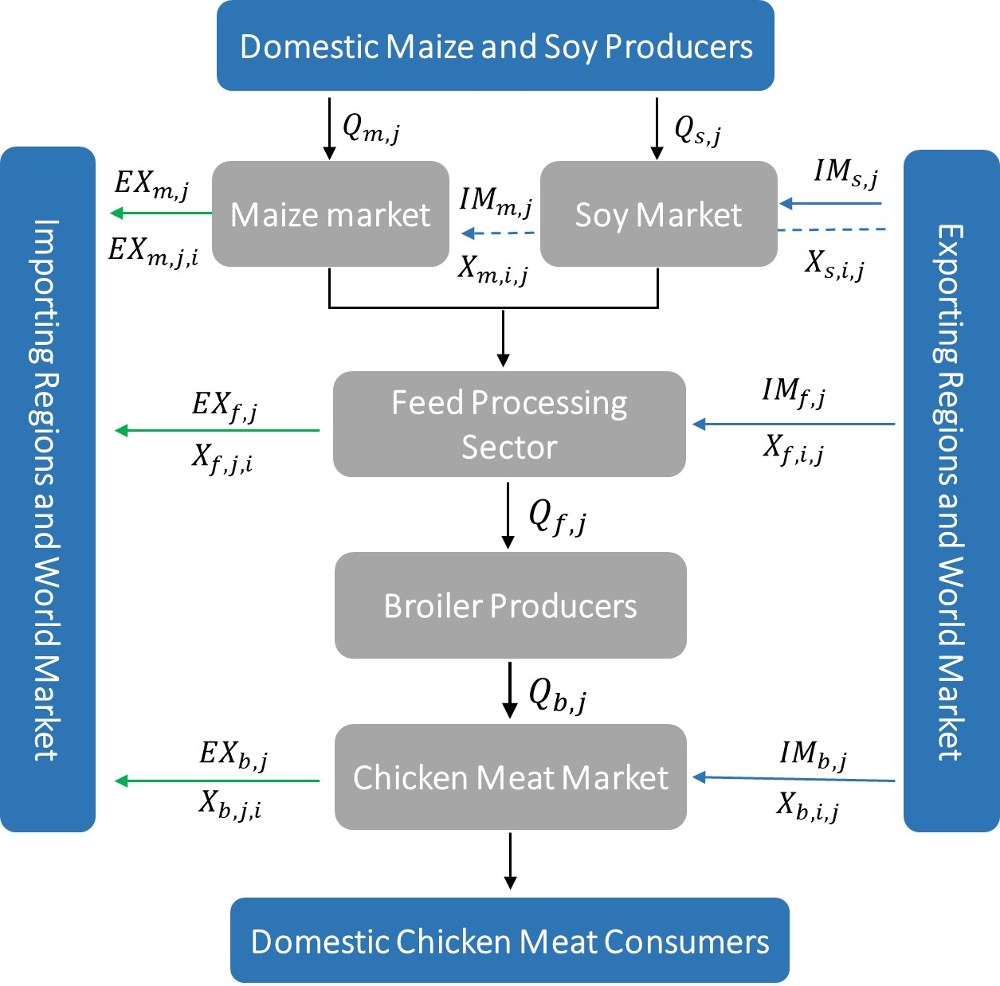 Domestic Maize and Soy Producers
Q_{m,j}
Q_{s,j}
EX_{m,j}
Maize market
EX_{m,j,i}
IM_{m,j}
X_{m,i,j}
Soy Market
IM_{s,j}
X_{s,i,j}
Importing Regions and World Market
Exporting Regions and World Market
EX_{f,j}
X_{f,j,i}
Feed Processing
Sector
IM_{f,j}
X_{f,i,j}
Q_{f,j}
Broiler Producers
Q_{b,j}
EX_{b,j}
X_{b,j,i}
Chicken Meat Market
IM_{b,j}
X_{b,i,j}
Domestic Chicken Meat Consumers